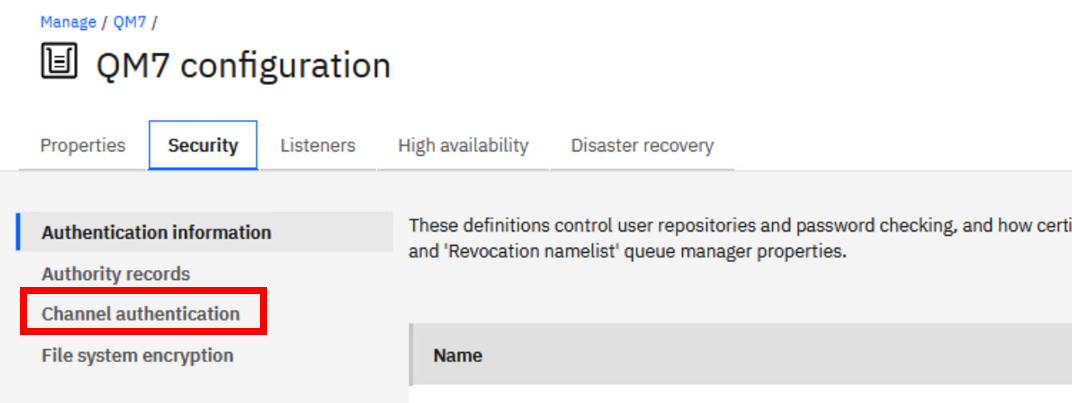 Manage / QM7 /
QM7 configuration
Properties Security Listeners High availability Disaster recovery
Authentication information
Authority records
Channel authentication
File system encryption
These definitions control user repositories and password checking, and how certi
and 'Revocation namelist' queue manager properties.
Name